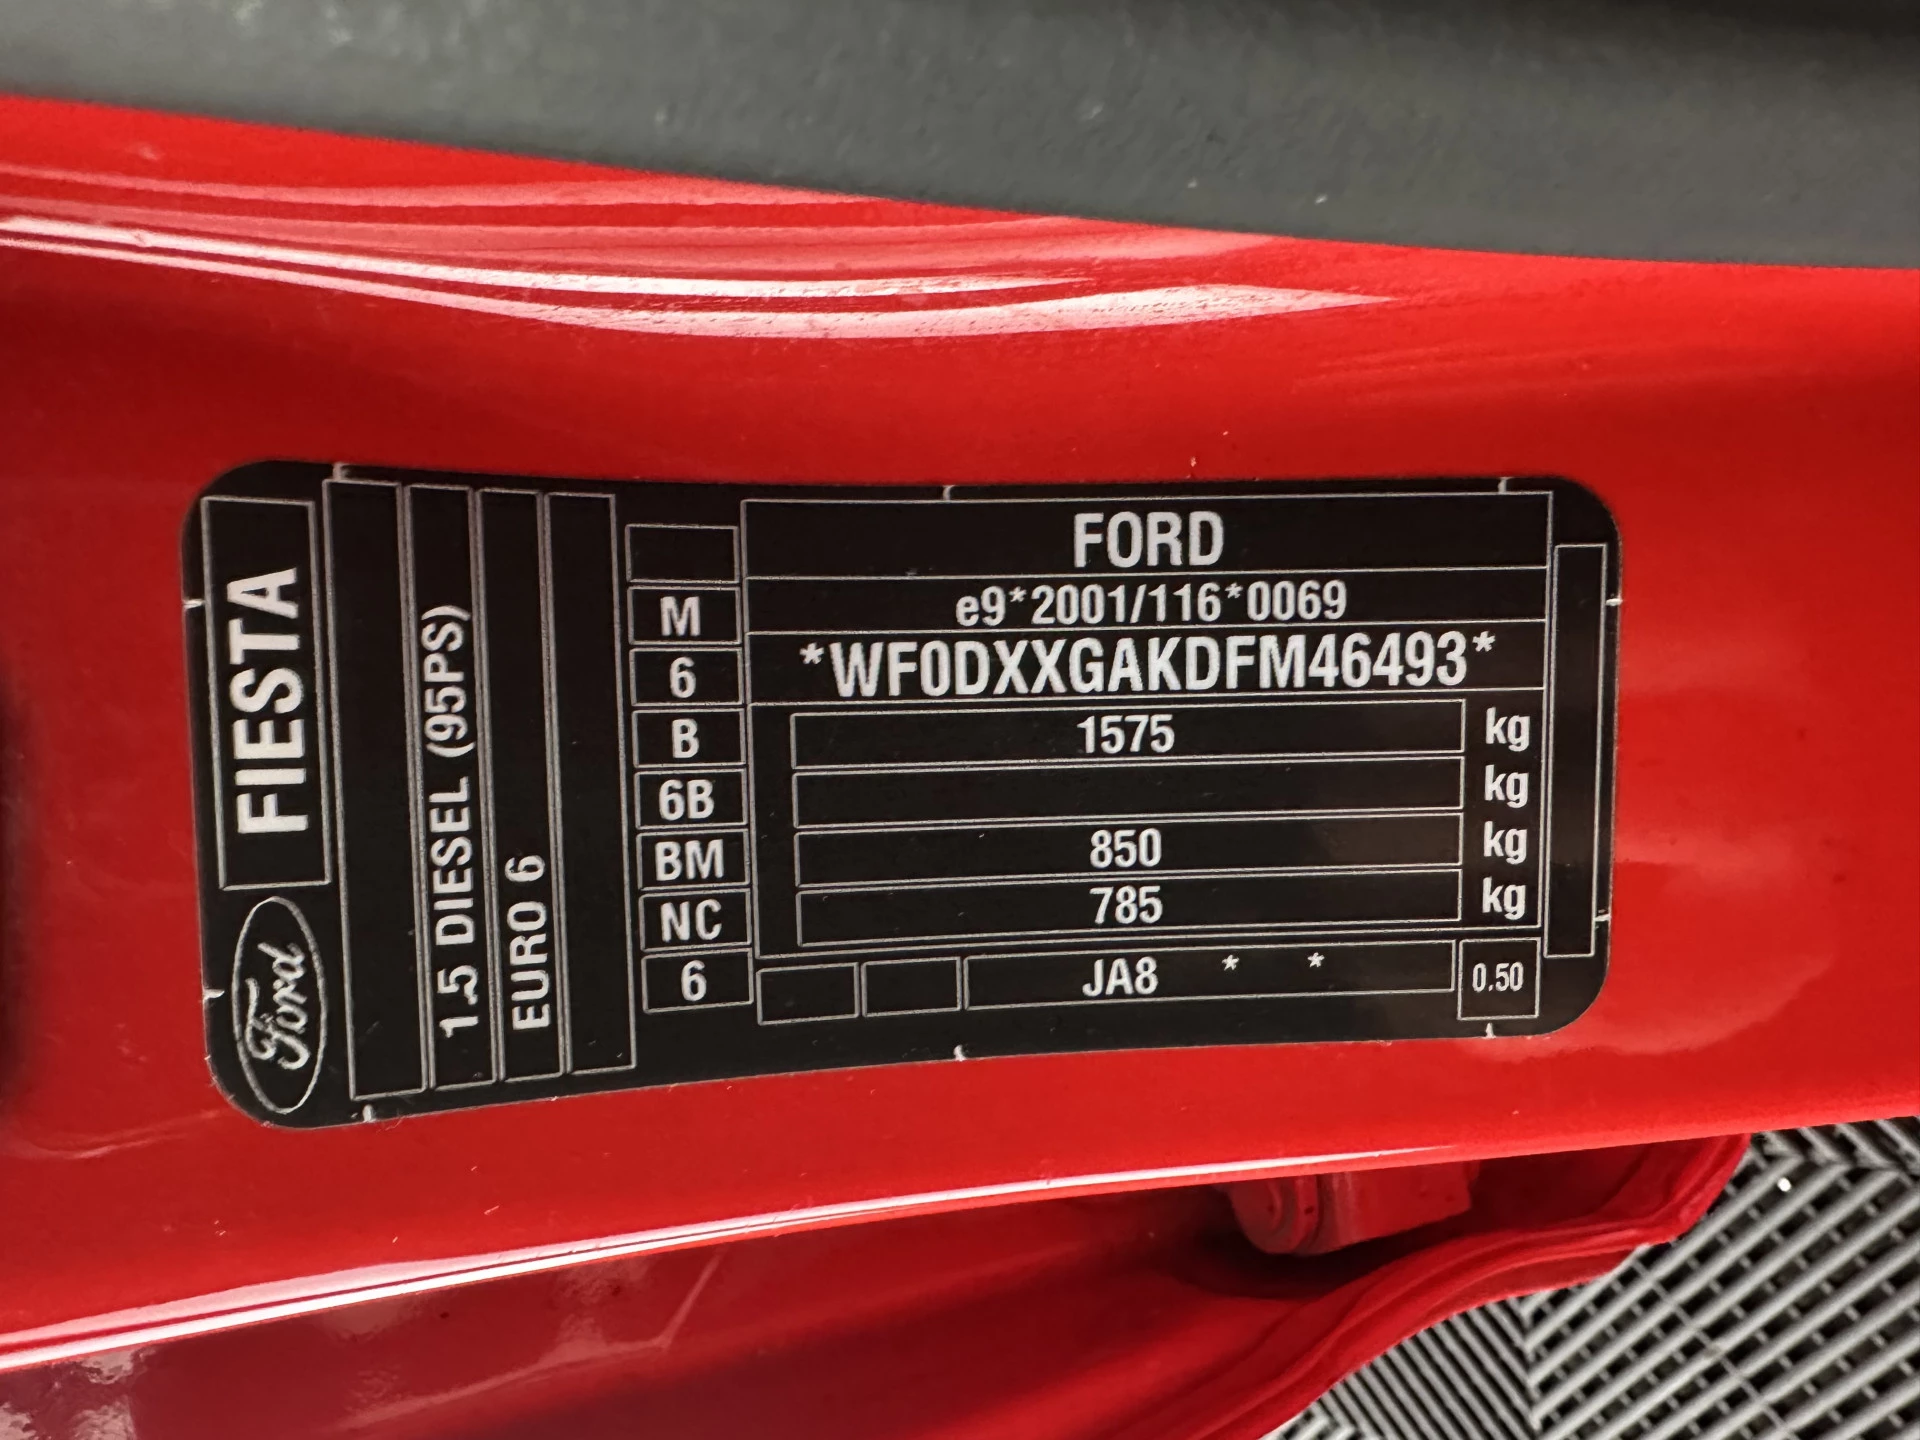 Ford FIESTA
1.5 DIESEL (95PS)
EURO 6
M
6
B
6B
BM
NC
6
FORD
e9*2001/116*0069
*WF0DXXGAKDFM46493*
1575 kg
kg
850 kg
785 kg
JA8 * * 0.50